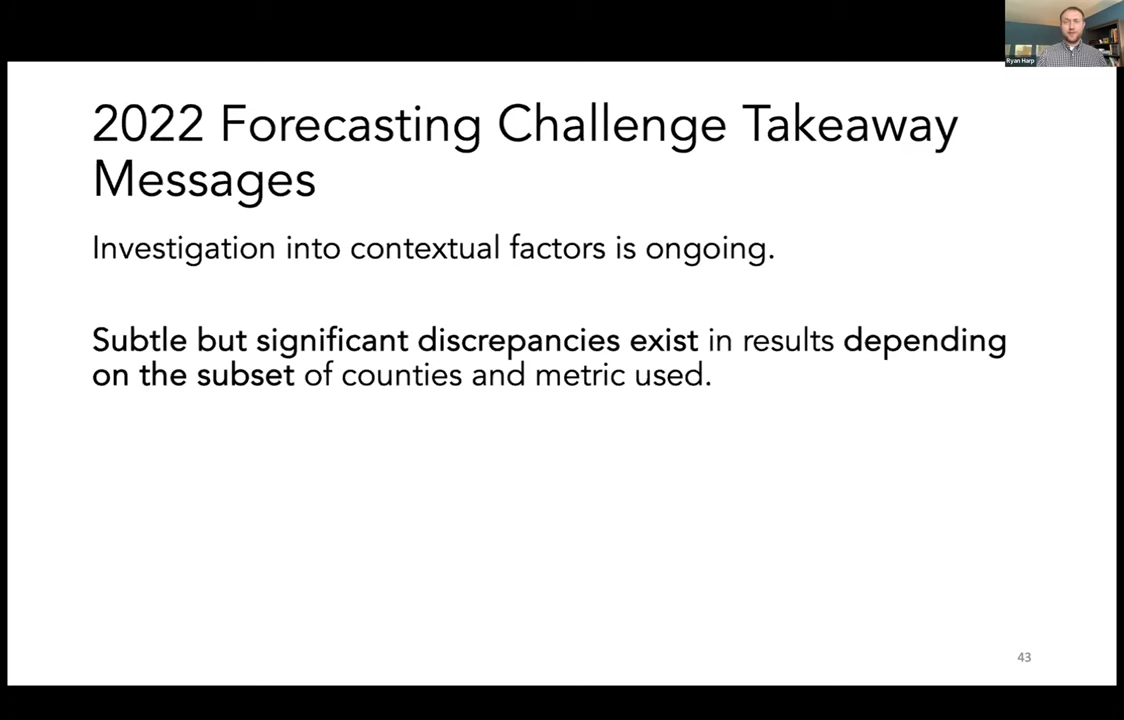 Ryan Harp
2022 Forecasting Challenge Takeaway
Messages
Investigation into contextual factors is ongoing.
Subtle but significant discrepancies exist in results depending
on the subset of counties and metric used.
43